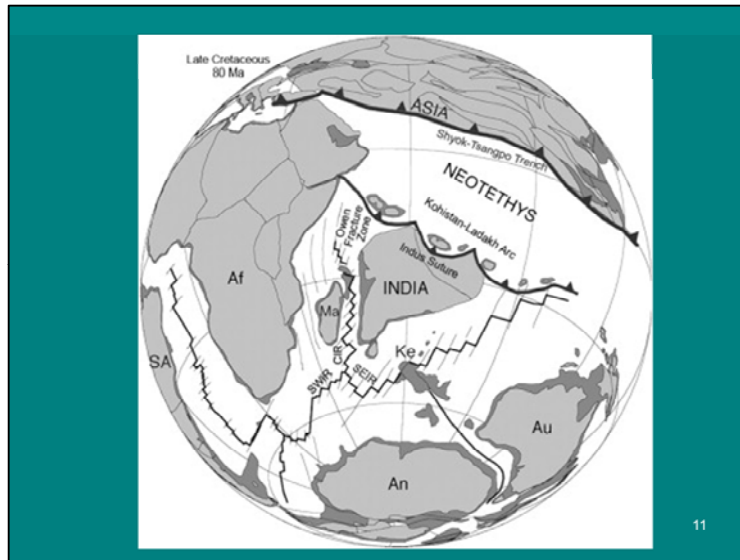 Late Cretaceous
80 Ma
ASIA
Shyok-Tsangpo Trench
NEOTETHYS
Kohistan-Ladakh Arc
Owen
Fracture
Zone
Indus Suture
INDIA
Af
Ma
SA
CIR
Ke
SWIR
SEIR
Au
An
11